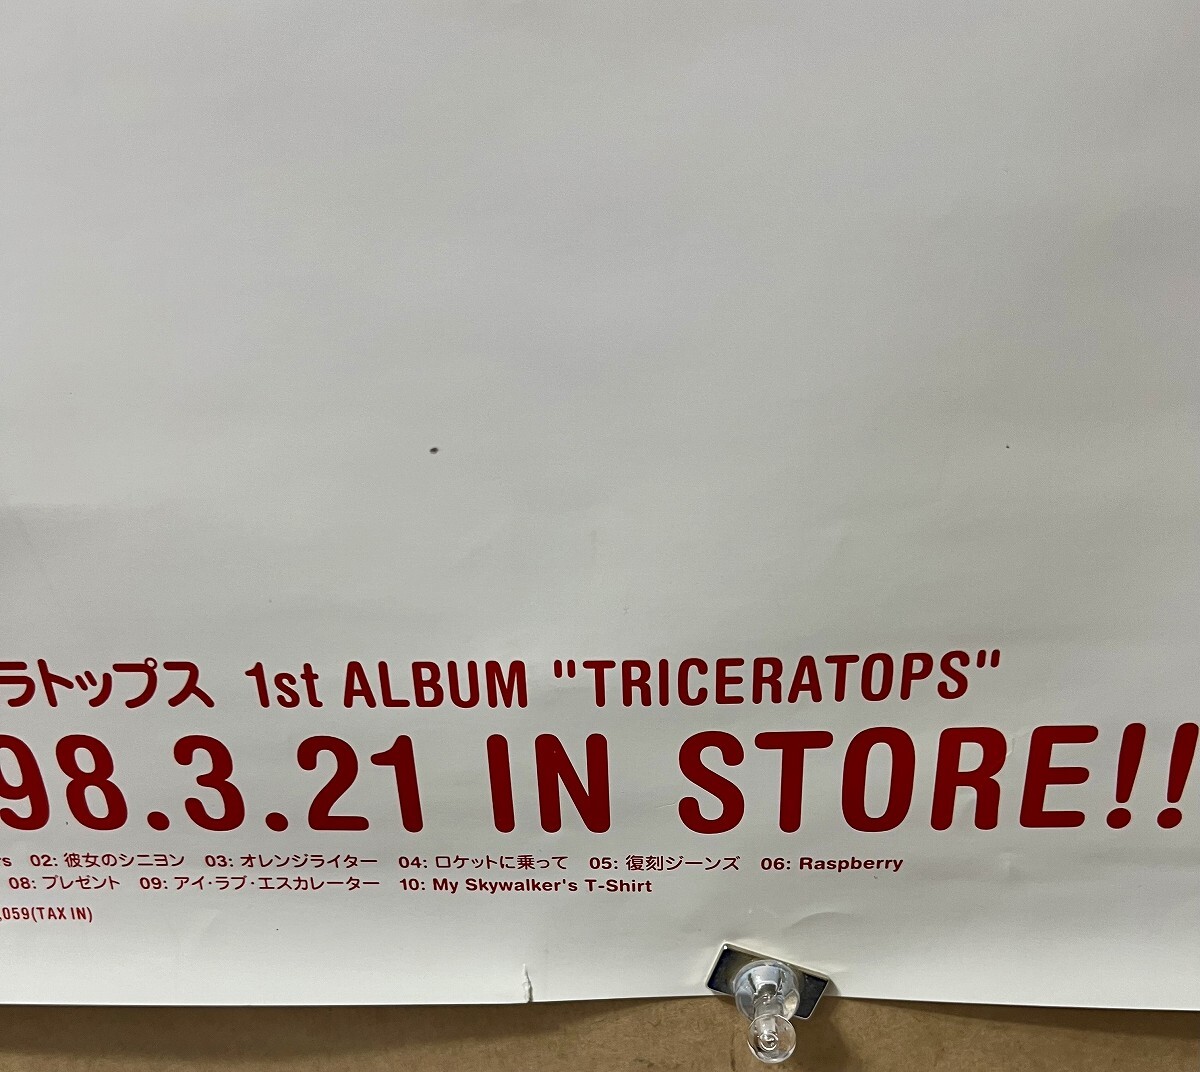 ラトップス 1st ALBUM "TRICERATOPS"
98.3.21 IN STORE!!
rs 02: 彼女のシニヨン 03: オレンジライター 04: ロケットに乗って 05: 復刻ジーンズ 06: Raspberry
08: プレゼント 09: アイ・ラブ・エスカレーター 10: My Skywalker's T-Shirt
,059(TAX IN)